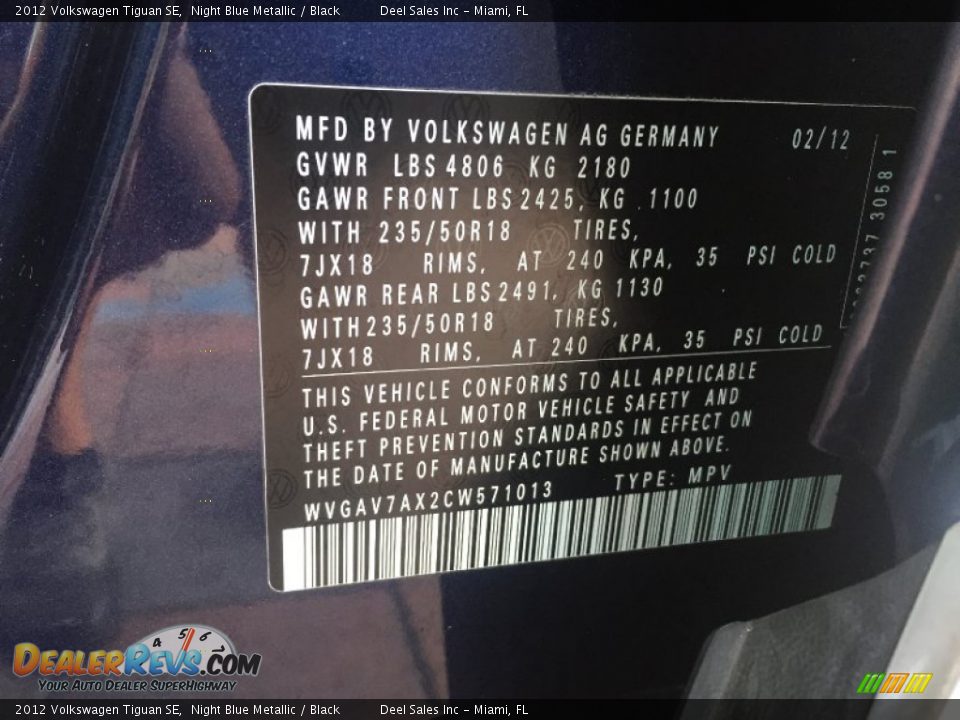 2012 Volkswagen Tiguan SE, Night Blue Metallic / Black Deel Sales Inc - Miami, FL
MFD BY VOLKSWAGEN AG GERMANY 02/12
GVWR LBS 4806 KG 2180
GAWR FRONT LBS 2425, KG 1100
WITH 235/50R18 TIRES,
7JX18 RIMS, AT 240 KPA, 35 PSI COLD
GAWR REAR LBS 2491, KG 1130
WITH 235/50R18 TIRES,
7JX18 RIMS, AT 240 KPA, 35 PSI COLD
THIS VEHICLE CONFORMS TO ALL APPLICABLE
U.S. FEDERAL MOTOR VEHICLE SAFETY AND
THEFT PREVENTION STANDARDS IN EFFECT ON
THE DATE OF MANUFACTURE SHOWN ABOVE.
WVGAV7AX2CW571013 TYPE: MPV
4 5 6
DEALERREVS.COM
YOUR AUTO DEALER SUPERHIGHWAY
2012 Volkswagen Tiguan SE, Night Blue Metallic / Black Deel Sales Inc - Miami, FL